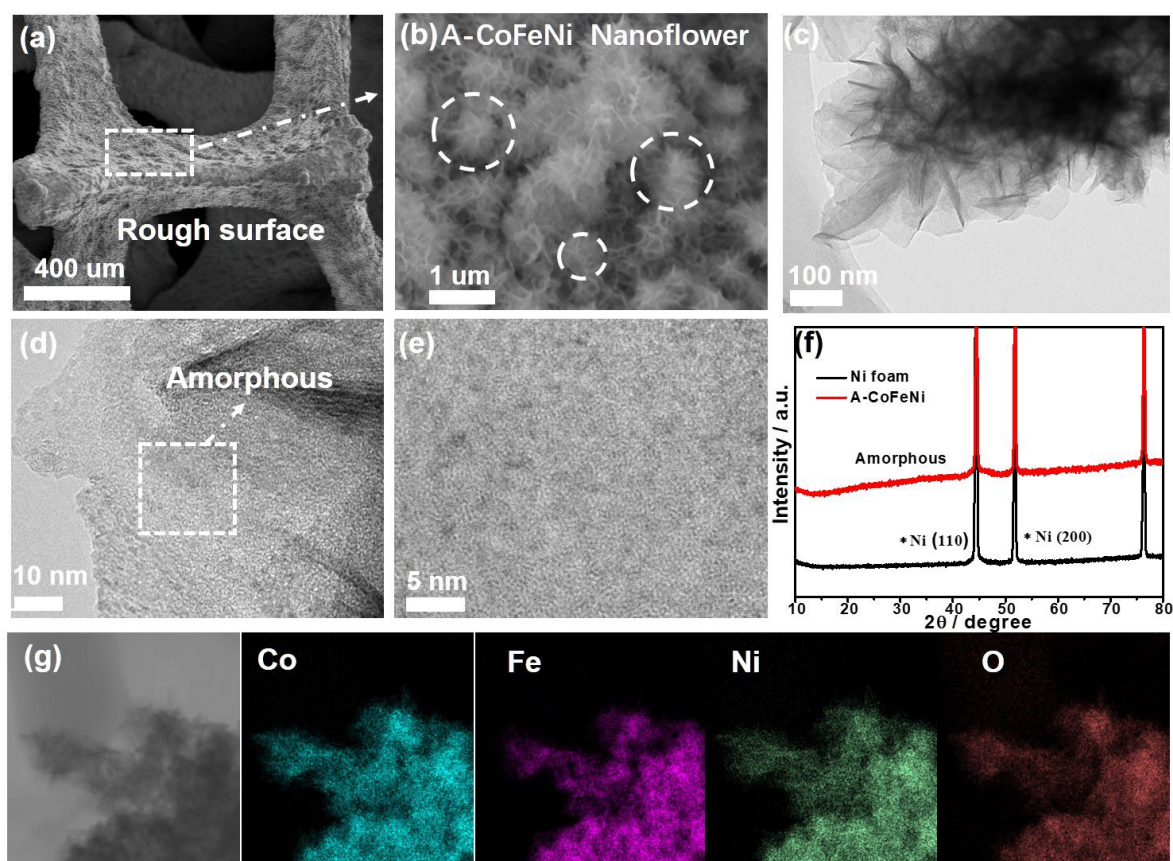 (a)
Rough surface
400 um
(b) A-CoFeNi Nanoflower
1 um
(c)
100 nm
(d)
Amorphous
10 nm
(e)
5 nm
(f)
Ni foam
A-CoFeNi
Amorphous
* Ni (110)
* Ni (200)
Intensity / a.u.
10 20 30 40 50 60 70 80
2θ / degree
(g)
Co
Fe
Ni
O